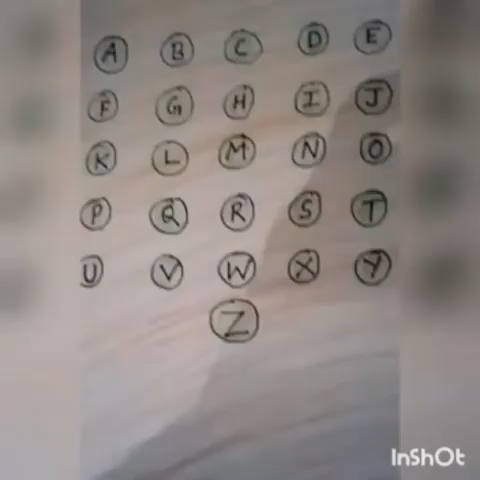 A B C D E
F G H I J
K L M N O
P Q R S T
U V W X Y
Z
InShOt